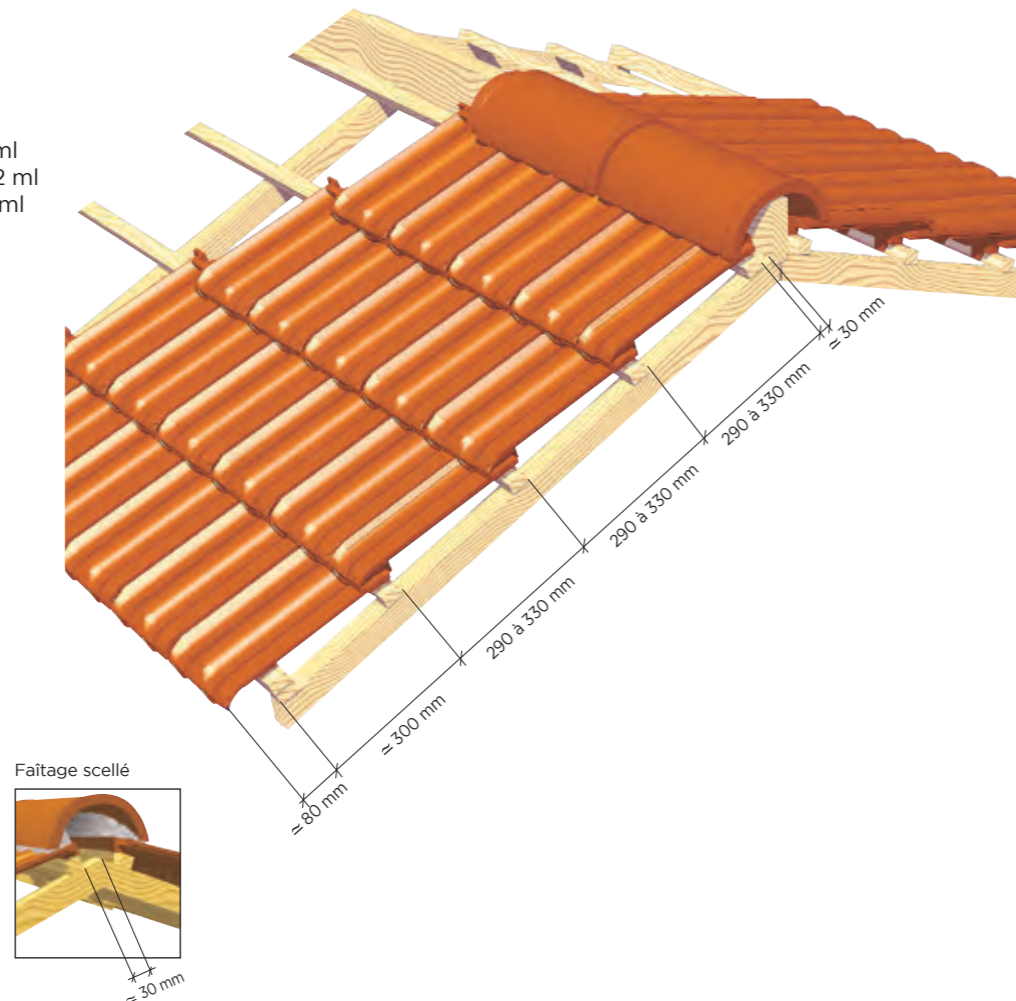 ml
2 ml
ml
≃ 30 mm
290 à 330 mm
290 à 330 mm
290 à 330 mm
≃ 300 mm
≃ 80 mm
Faîtage scellé
≃ 30 mm